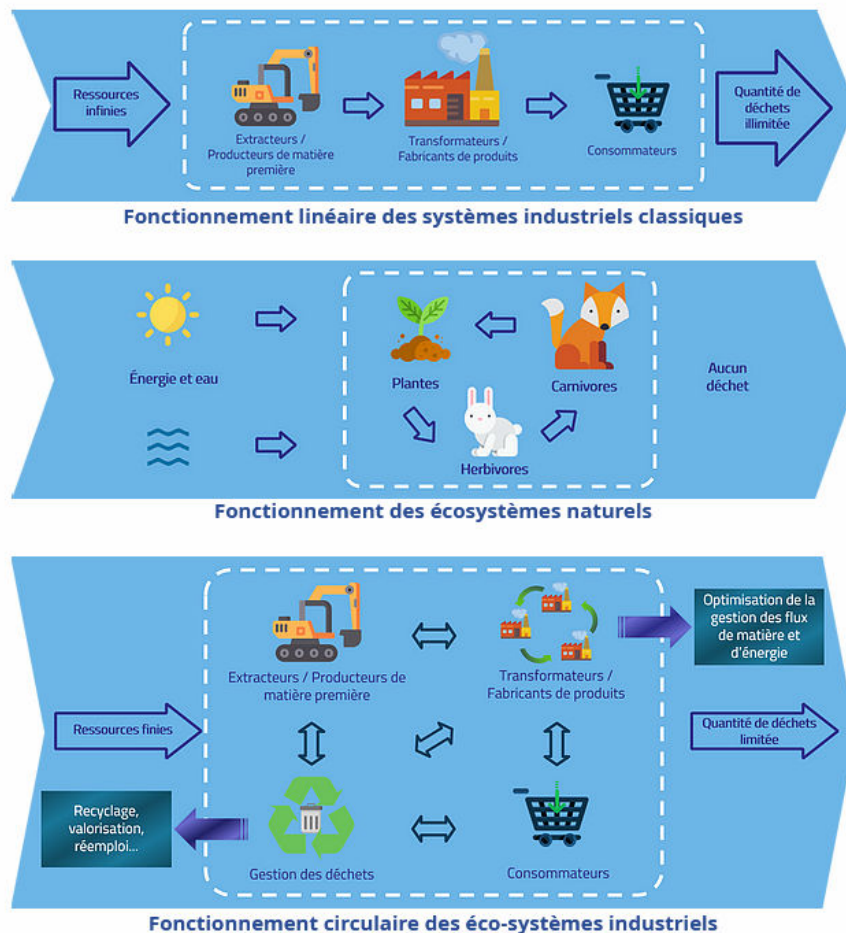 Ressources
infinies
Extracteurs /
Producteurs de matière
première
Transformateurs /
Fabricants de produits
Consommateurs
Quantité de
déchets
illimitée
Fonctionnement linéaire des systèmes industriels classiques
Énergie et eau
Plantes
Carnivores
Herbivores
Aucun
déchet
Fonctionnement des écosystèmes naturels
Optimisation de la
gestion des flux
de matière et
d'énergie
Extracteurs / Producteurs de
matière première
Transformateurs /
Fabricants de produits
Ressources finies
Quantité de déchets
limitée
Recyclage,
valorisation,
réemploi...
Gestion des déchets
Consommateurs
Fonctionnement circulaire des éco-systèmes industriels